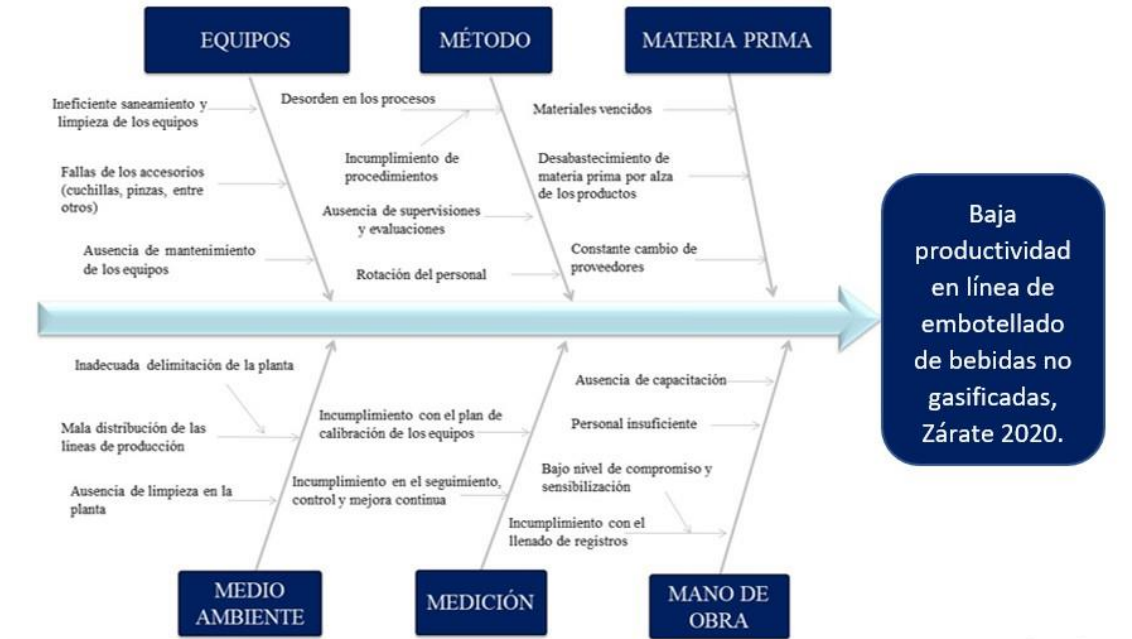 EQUIPOS
MÉTODO
MATERIA PRIMA
Ineficiente saneamiento y
limpieza de los equipos
Fallas de los accesorios
(cuchillas, pinzas, entre
otros)
Ausencia de mantenimiento
de los equipos
Desorden en los procesos
Incumplimiento de
procedimientos
Ausencia de supervisiones
y evaluaciones
Rotación del personal
Materiales vencidos
Desabastecimiento de
materia prima por alza
de los productos
Constante cambio de
proveedores
Baja
productividad
en línea de
embotellado
de bebidas no
gasificadas,
Zárate 2020.
Inadecuada delimitación de la planta
Mala distribución de las
líneas de producción
Ausencia de limpieza en la
planta
Incumplimiento con el plan de
calibración de los equipos
Incumplimiento en el seguimiento,
control y mejora continua
Ausencia de capacitación
Personal insuficiente
Bajo nivel de compromiso y
sensibilización
Incumplimiento con el
llenado de registros
MEDIO
AMBIENTE
MEDICIÓN
MANO DE
OBRA